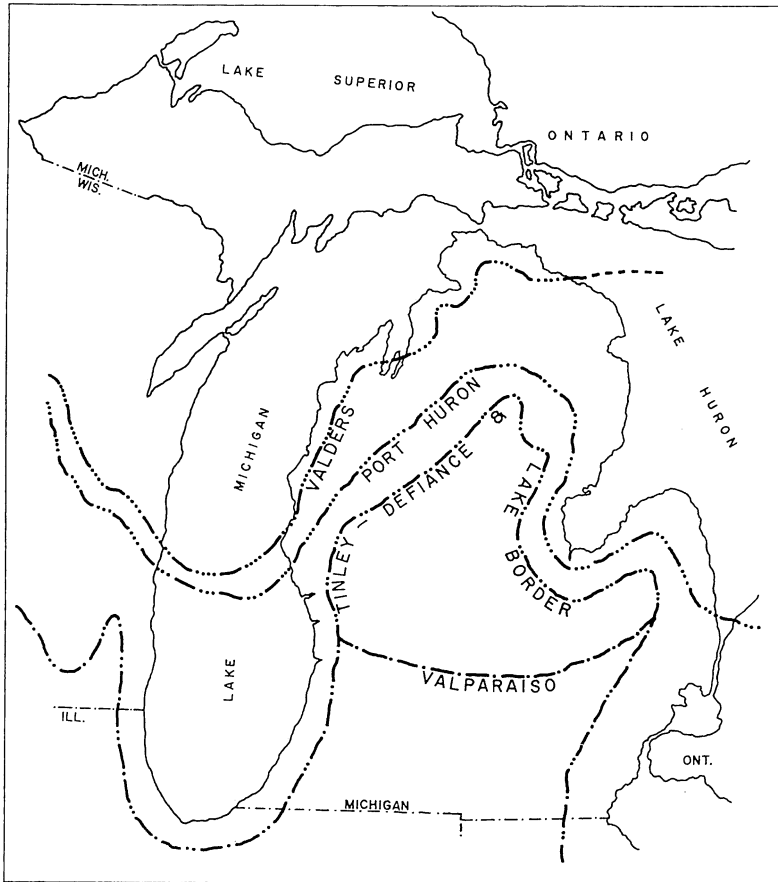 LAKE SUPERIOR
ONTARIO
MICH.
WIS.
LAKE HURON
MICHIGAN
VALDERS
PORT HURON
TINLEY – DEFIANCE &
LAKE BORDER
LAKE
VALPARAISO
ILL.
ONT.
MICHIGAN